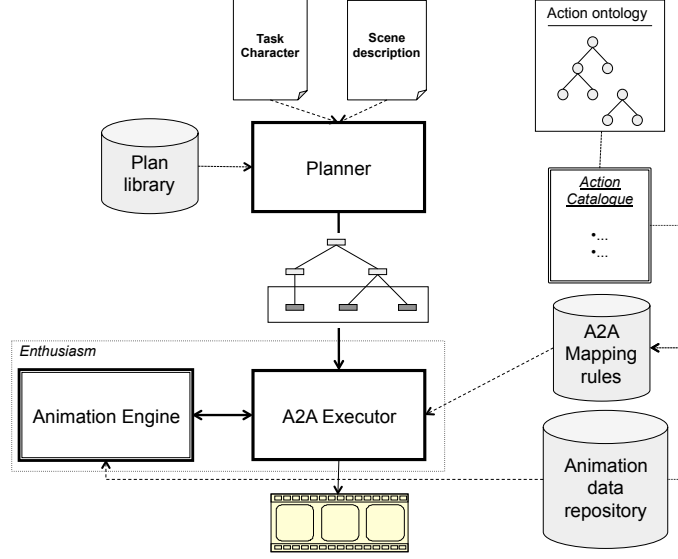 Task
Character
Scene
description
Action ontology
Plan
library
Planner
Action
Catalogue
•...
•...
Enthusiasm
A2A
Mapping
rules
Animation Engine
A2A Executor
Animation
data
repository